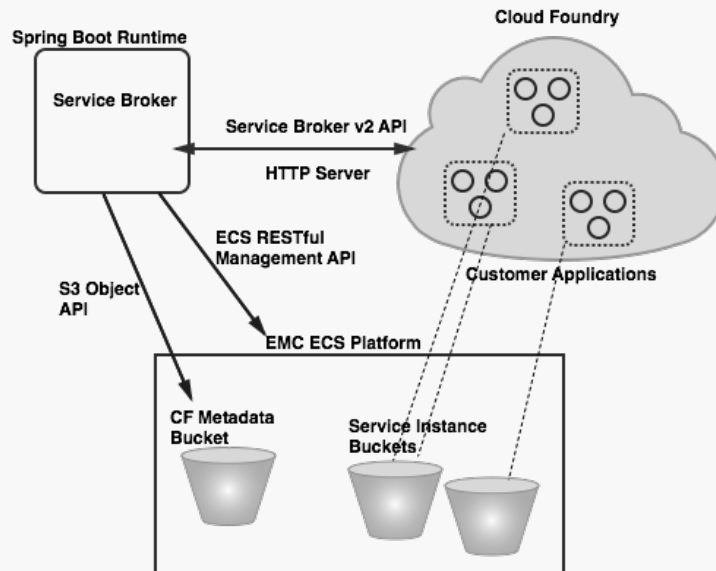 Cloud Foundry
Spring Boot Runtime
Service Broker
Service Broker v2 API
HTTP Server
ECS RESTful
Management API
Customer Applications
S3 Object
API
EMC ECS Platform
CF Metadata
Bucket
Service Instance
Buckets